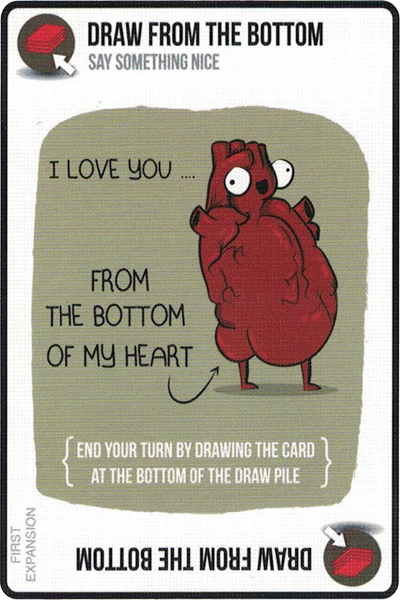 DRAW FROM THE BOTTOM
SAY SOMETHING NICE
I LOVE YOU ....
FROM
THE BOTTOM
OF MY HEART
END YOUR TURN BY DRAWING THE CARD
AT THE BOTTOM OF THE DRAW PILE
FIRST
EXPANSION
DRAW FROM THE BOTTOM